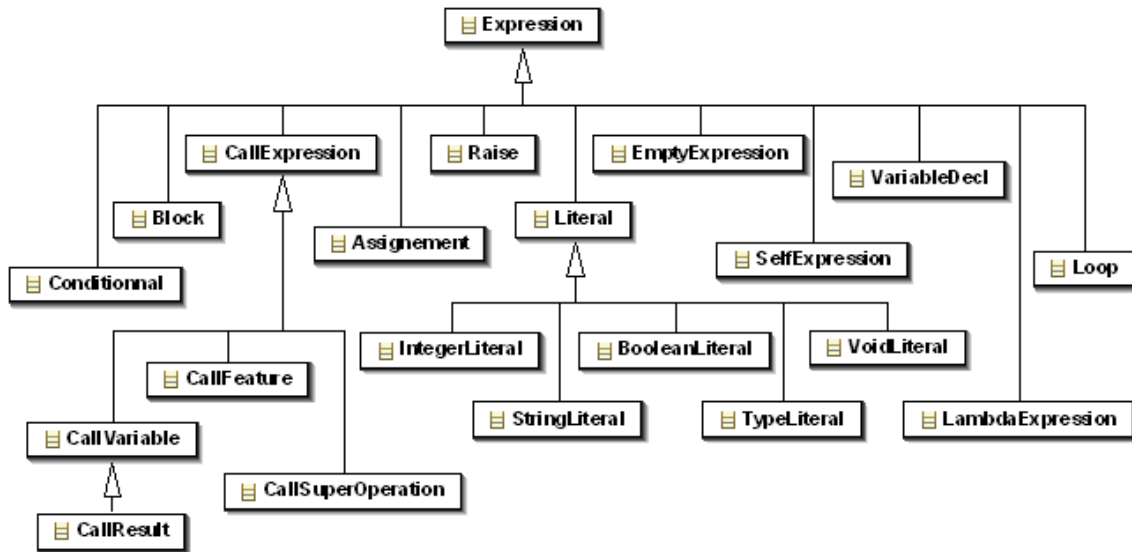 Expression
CallExpression
Raise
EmptyExpression
VariableDecl
Block
Literal
Assignement
SelfExpression
Loop
Conditionnal
IntegerLiteral
BooleanLiteral
VoidLiteral
CallFeature
StringLiteral
TypeLiteral
LambdaExpression
CallVariable
CallSuperOperation
CallResult